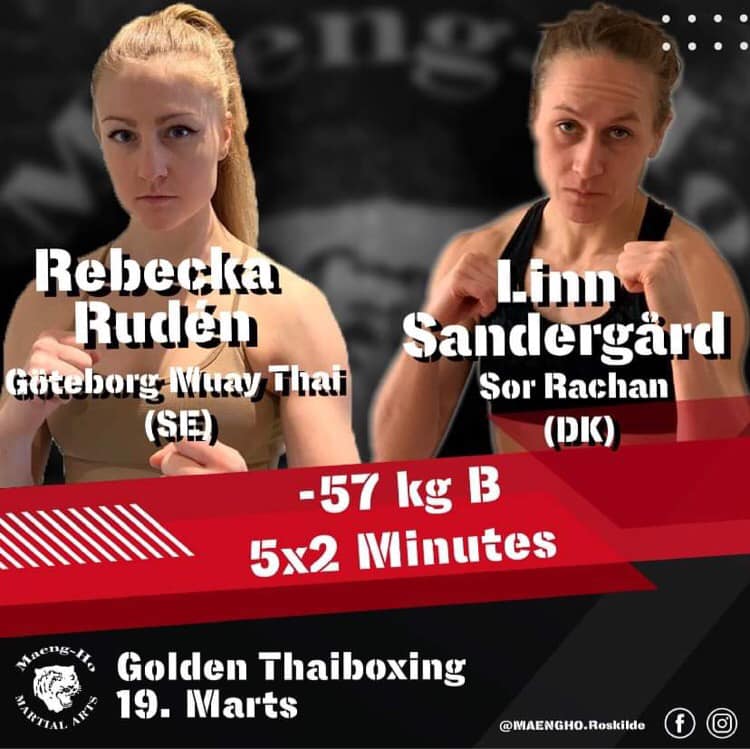 Maeng-
Rebecka
Rudén
Göteborg Muay Thai
(SE)
Linn
Sandergård
Sor Rachan
(DK)
-57 kg B
5x2 Minutes
Maeng-Ho
MARTIAL ARTS
Golden Thaiboxing
19. Marts
@MAENGHO.Roskilde